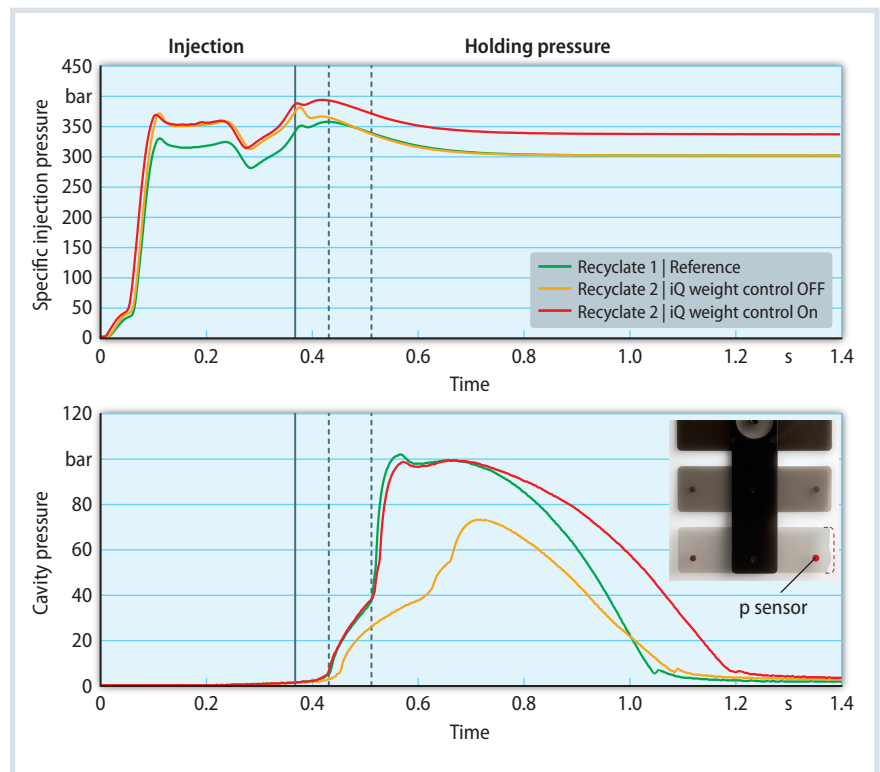 Injection Holding pressure
450
bar
350
300
250
200
150
100
50
0
Specific injection pressure
Recyclate 1 | Reference
Recyclate 2 | iQ weight control OFF
Recyclate 2 | iQ weight control On
0 0.2 0.4 0.6 0.8 1.0 1.2 s 1.4
Time
120
bar
80
60
40
20
0
Cavity pressure
p sensor
0 0.2 0.4 0.6 0.8 1.0 1.2 s 1.4
Time